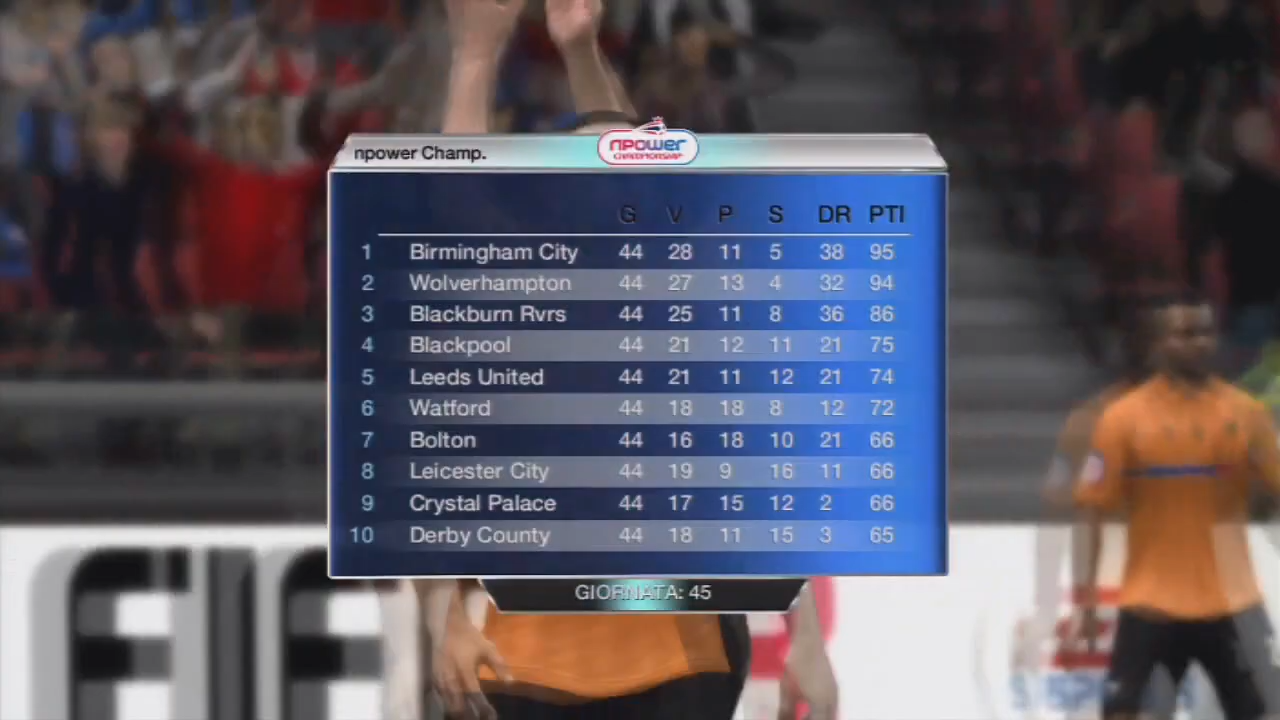 npower Champ.
npower
CHAMPIONSHIP
G V P S DR PTI
1 Birmingham City 44 28 11 5 38 95
2 Wolverhampton 44 27 13 4 32 94
3 Blackburn Rvrs 44 25 11 8 36 86
4 Blackpool 44 21 12 11 21 75
5 Leeds United 44 21 11 12 21 74
6 Watford 44 18 18 8 12 72
7 Bolton 44 16 18 10 21 66
8 Leicester City 44 19 9 16 11 66
9 Crystal Palace 44 17 15 12 2 66
10 Derby County 44 18 11 15 3 65
GIORNATA: 45